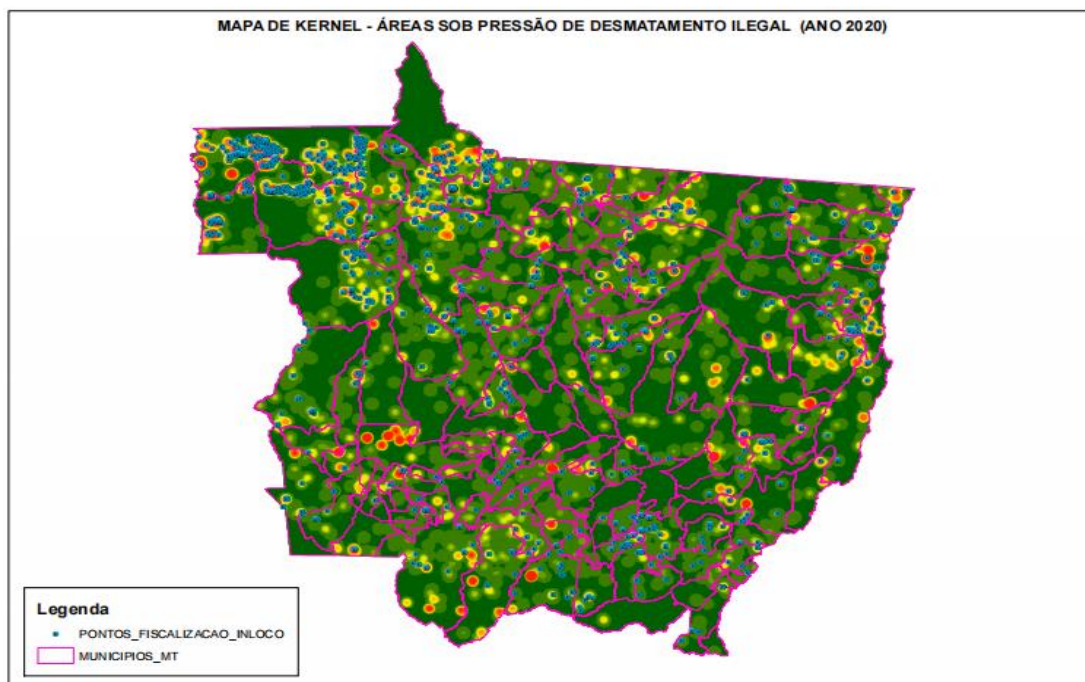 MAPA DE KERNEL - ÁREAS SOB PRESSÃO DE DESMATAMENTO ILEGAL (ANO 2020)
Legenda
PONTOS_FISCALIZACAO_INLOCO
MUNICIPIOS_MT